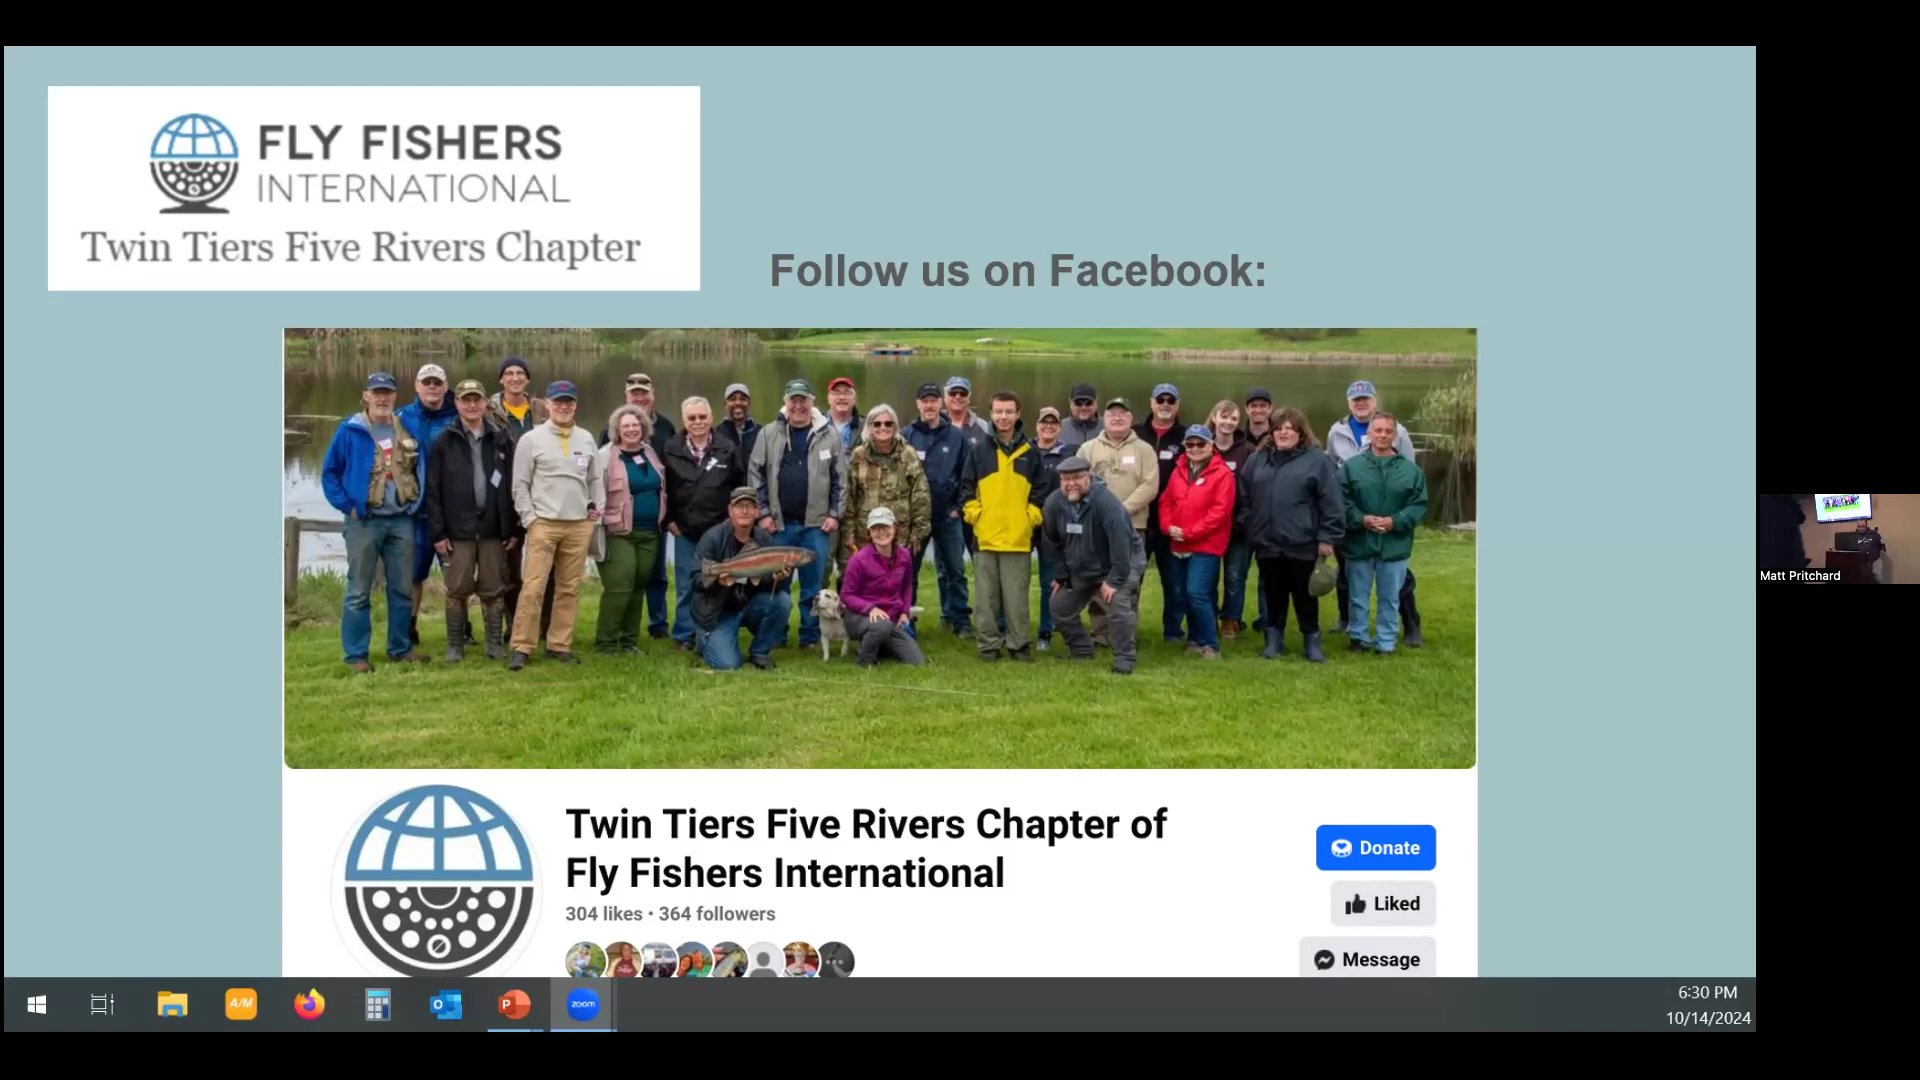 FLY FISHERS
INTERNATIONAL
Twin Tiers Five Rivers Chapter
Follow us on Facebook:
Twin Tiers Five Rivers Chapter of
Fly Fishers International
304 likes • 364 followers
Donate
Liked
Message
Matt Pritchard
A/M
zoom
6:30 PM
10/14/2024